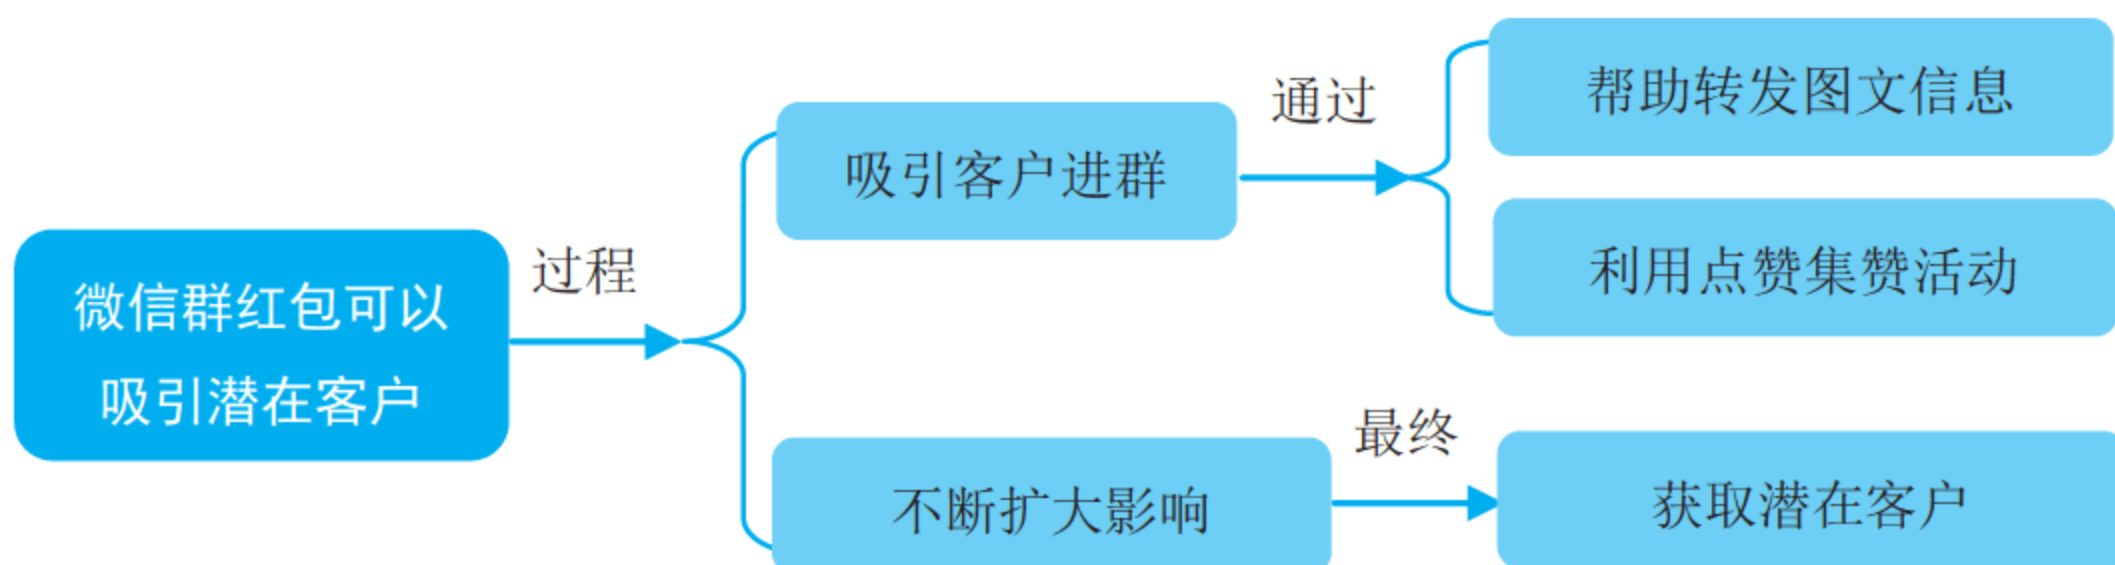 微信群红包可以
吸引潜在客户
过程
吸引客户进群
通过
帮助转发图文信息
利用点赞集赞活动
不断扩大影响
最终
获取潜在客户